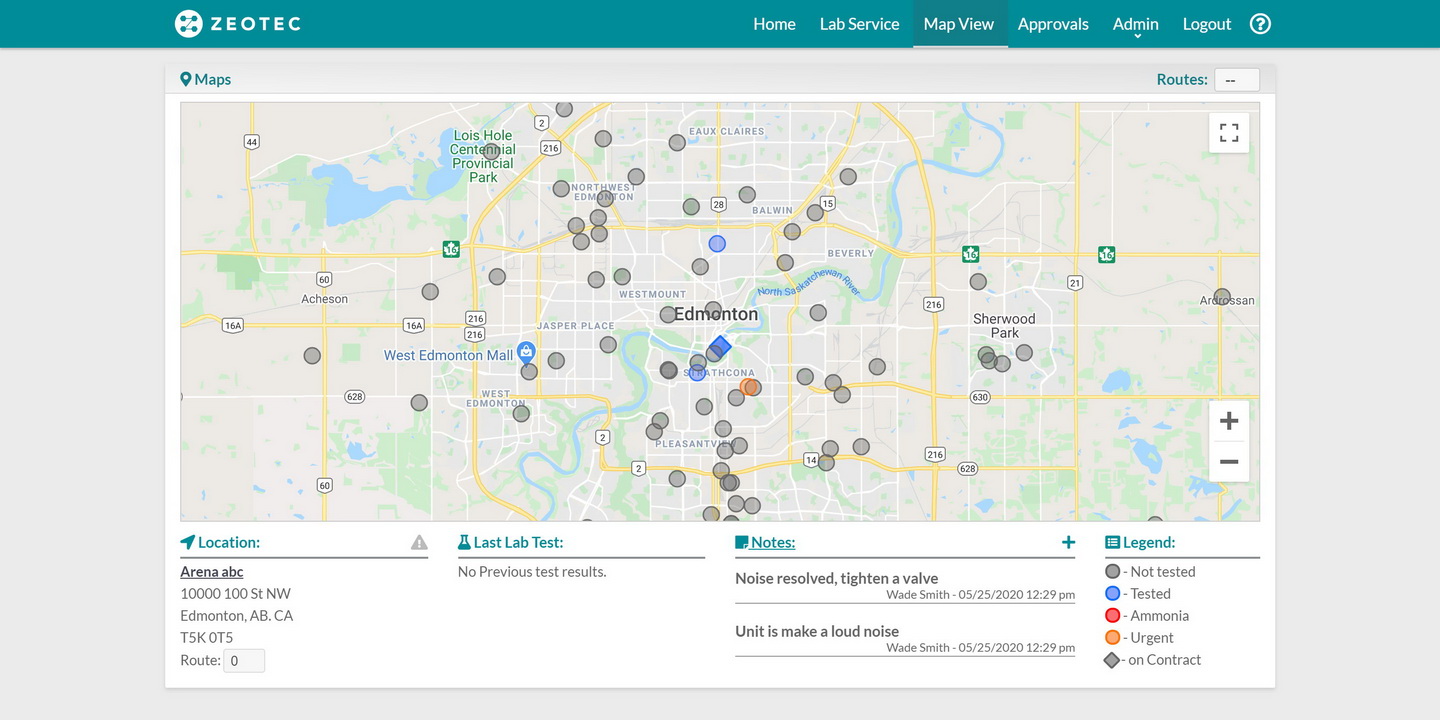 ZEOTEC
Home Lab Service Map View Approvals Admin Logout ?
Maps
Routes: --
2
EAUX CLAIRES
44
Lois Hole
Centennial
Provincial
Park
216
NORTHWEST
EDMONTON
28
15
BALWIN
16
BEVERLY
16
16
60
North Saskatchewan River
21
Acheson
WESTMOUNT
216
Ardrossan
16A
16A
216
216
JASPER PLACE
Edmonton
Sherwood
Park
West Edmonton Mall
STRATHCONA
628
WEST
EDMONTON
630
2
PLEASANTVIEW
14
216
2
628
60
Location:
Arena abc
10000 100 St NW
Edmonton, AB. CA
T5K 0T5
Route: 0
Last Lab Test:
No Previous test results.
Notes:
Noise resolved, tighten a valve
Wade Smith - 05/25/2020 12:29 pm
Unit is make a loud noise
Wade Smith - 05/25/2020 12:29 pm
Legend:
- Not tested
- Tested
- Ammonia
- Urgent
- on Contract